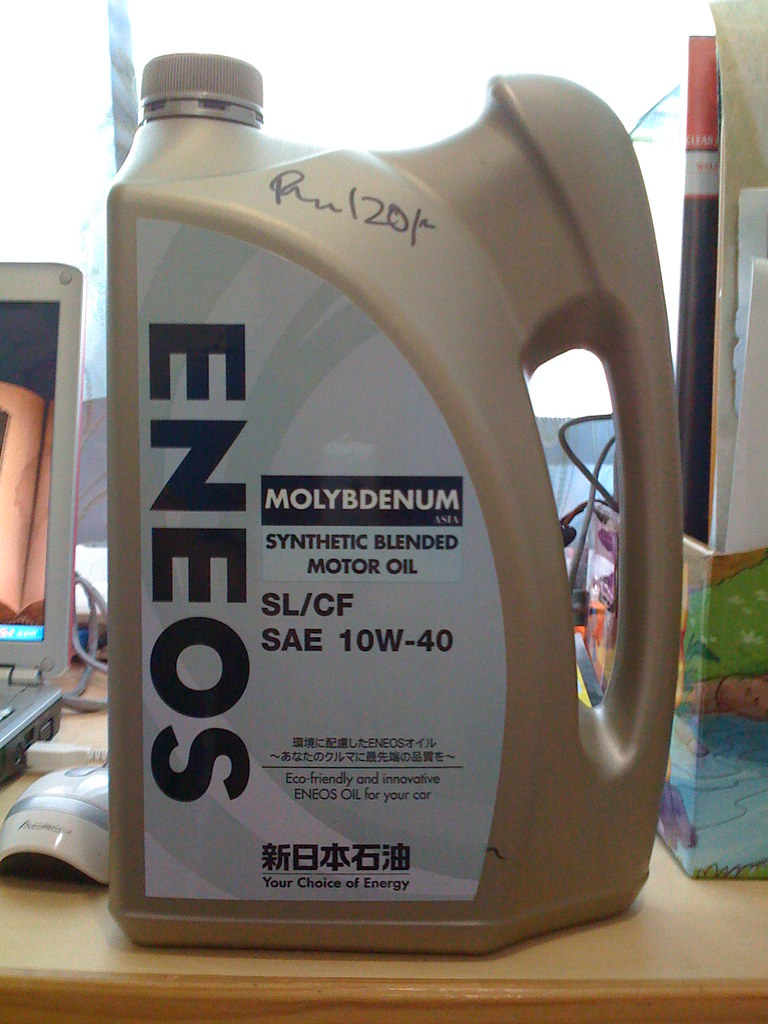 ENEOS
MOLYBDENUM
ASIA
SYNTHETIC BLENDED
MOTOR OIL
SL/CF
SAE 10W-40
環境に配慮したENEOSオイル
～あなたのクルマに最先端の品質を～
Eco-friendly and innovative
ENEOS OIL for your car
新日本石油
Your Choice of Energy
120/-
CLEAR